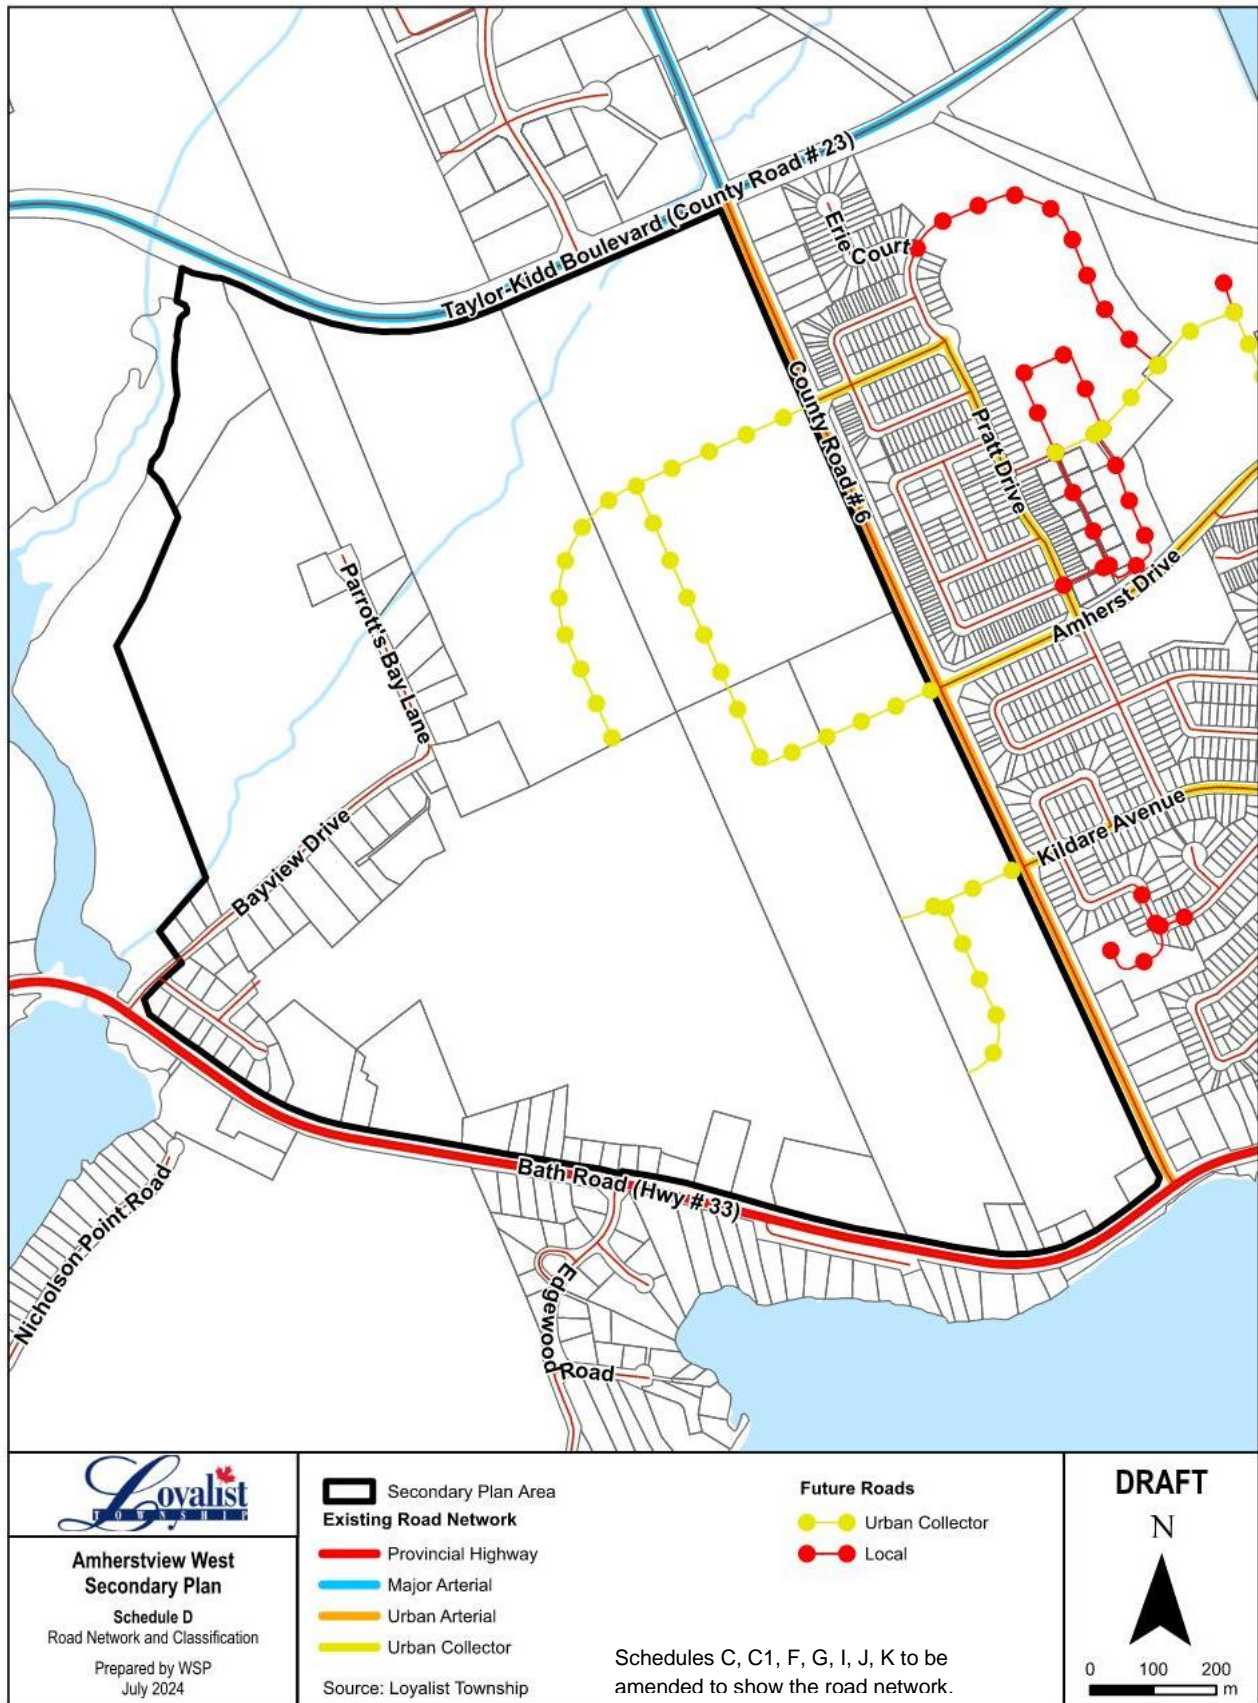 Taylor-Kidd Boulevard (County Road # 23)
Erie Court
County Road # 6
Pratt Drive
Amherst Drive
Parrott's Bay Lane
Bayview Drive
Kildare Avenue
Bath Road (Hwy # 33)
Nicholson Point Road
Edgewood Road
Loyalist
TOWNSHIP
Amherstview West
Secondary Plan
Schedule D
Road Network and Classification
Prepared by WSP
July 2024
Secondary Plan Area
Existing Road Network
Provincial Highway
Major Arterial
Urban Arterial
Urban Collector
Source: Loyalist Township
Future Roads
Urban Collector
Local
Schedules C, C1, F, G, I, J, K to be
amended to show the road network.
DRAFT
N
0 100 200
m